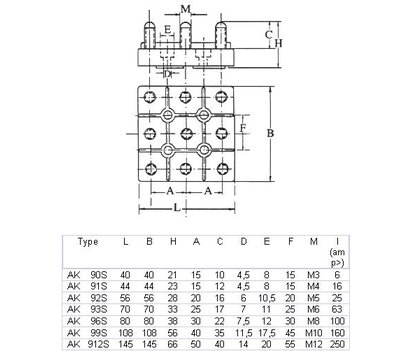 M
E
C
H
D
F
B
A A
L
Type L B H A C D E F M I (am p>)
AK 90S 40 40 21 15 10 4,5 8 15 M3 6
AK 91S 44 44 23 15 12 4,5 8 15 M4 16
AK 92S 56 56 28 20 16 6 10,5 20 M5 25
AK 93S 70 70 33 25 17 7 11 25 M6 63
AK 96S 80 80 38 30 22 7,5 12 30 M8 100
AK 99S 108 108 56 40 35 11,5 17,5 45 M10 160
AK 912S 145 145 66 50 40 14 20 55 M12 250